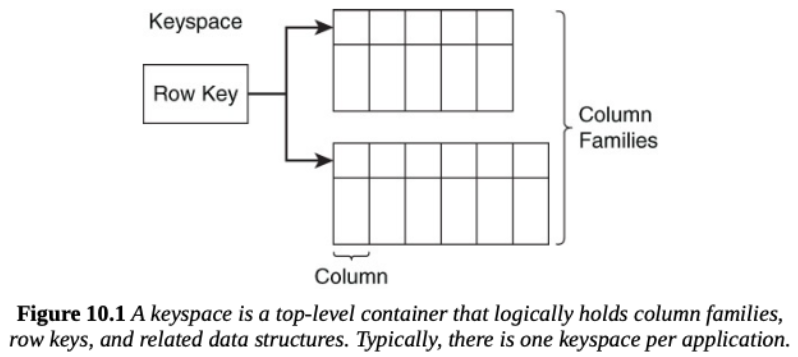 Keyspace
Row Key
Column
Families
Column
Figure 10.1 A keyspace is a top-level container that logically holds column families,
row keys, and related data structures. Typically, there is one keyspace per application.